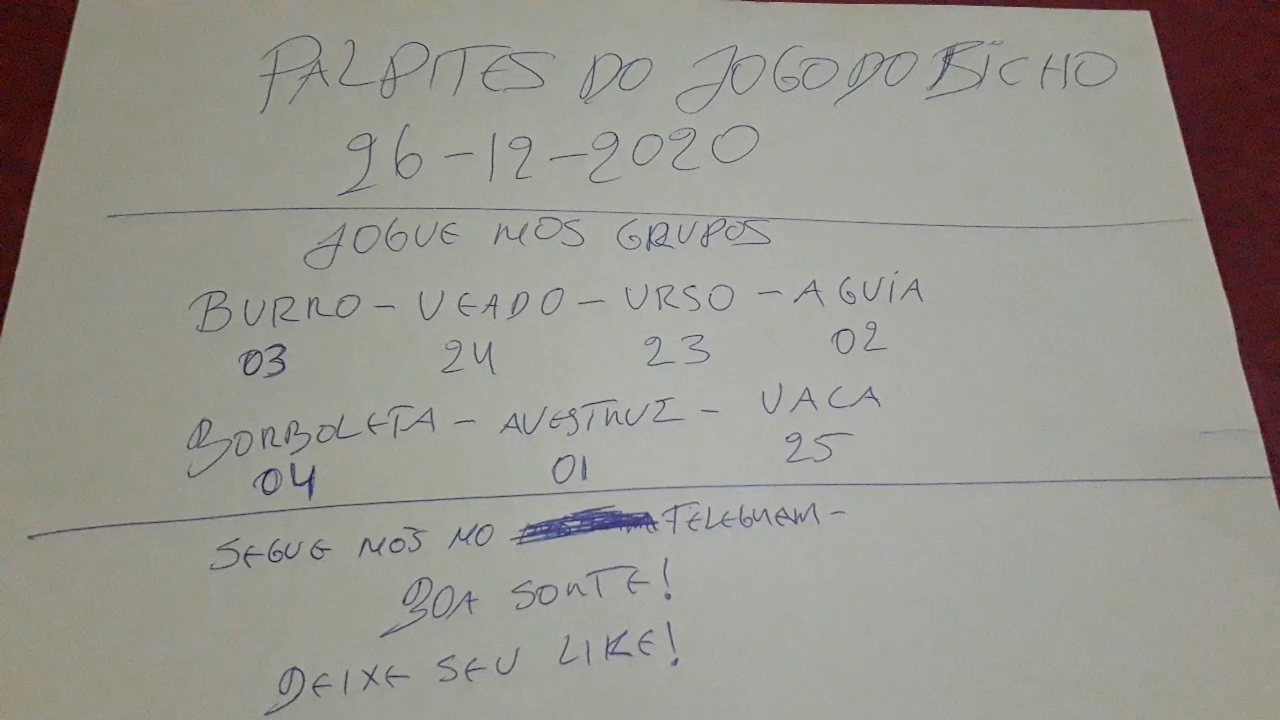 PALPITES DO JOGO DO BICHO
26-12-2020
JOGUE NOS GRUPOS
BURRO - VEADO - URSO - AGUIA
03 24 23 02
BORBOLETA - AVESTRUZ - VACA
04 01 25
SEGUE NOS NO TELEGRAM -
BOA SORTE!
DEIXE SEU LIKE!